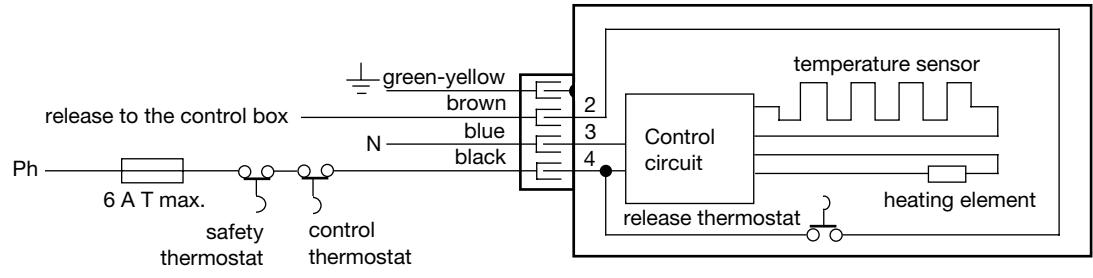 green-yellow
temperature sensor
brown
2
release to the control box
blue
3
N
Control
circuit
black
4
Ph
6 A T max.
release thermostat
heating element
safety
thermostat
control
thermostat